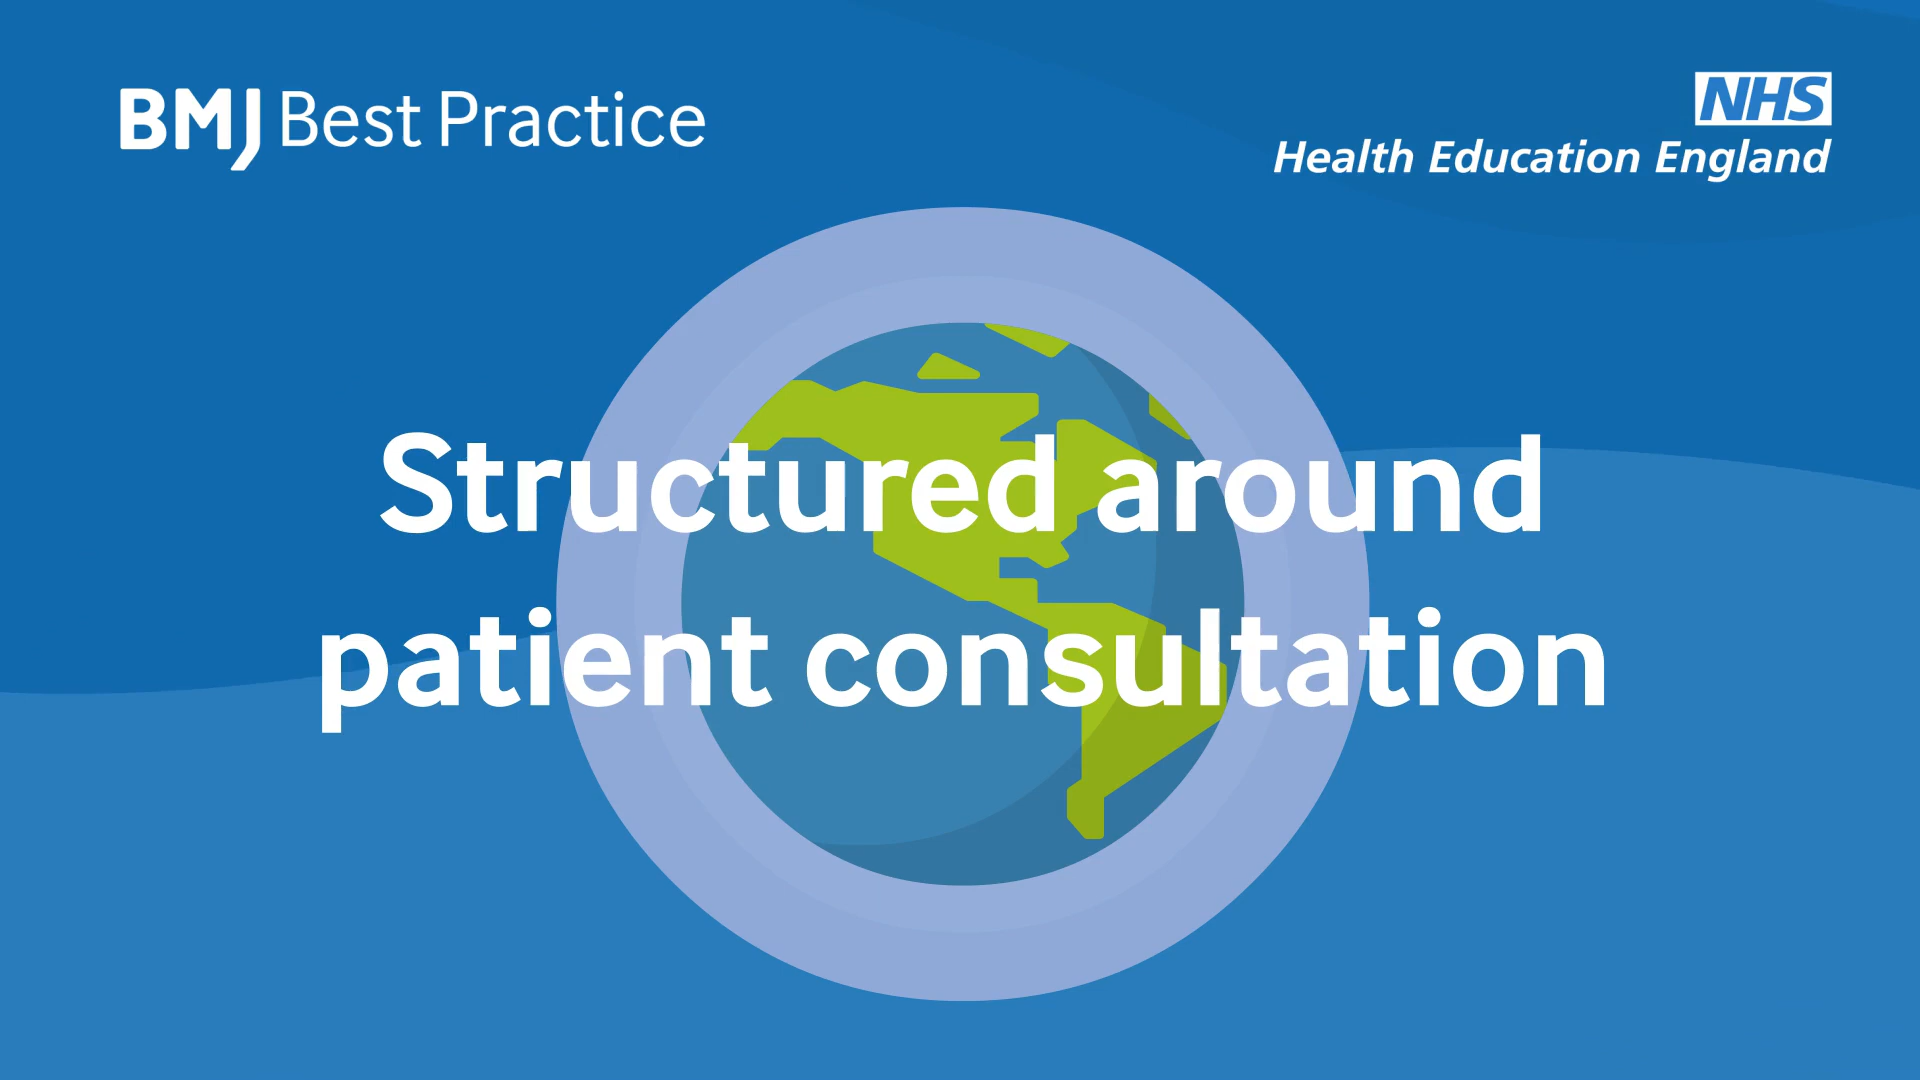 BMJ Best Practice
NHS
Health Education England
Structured around
patient consultation